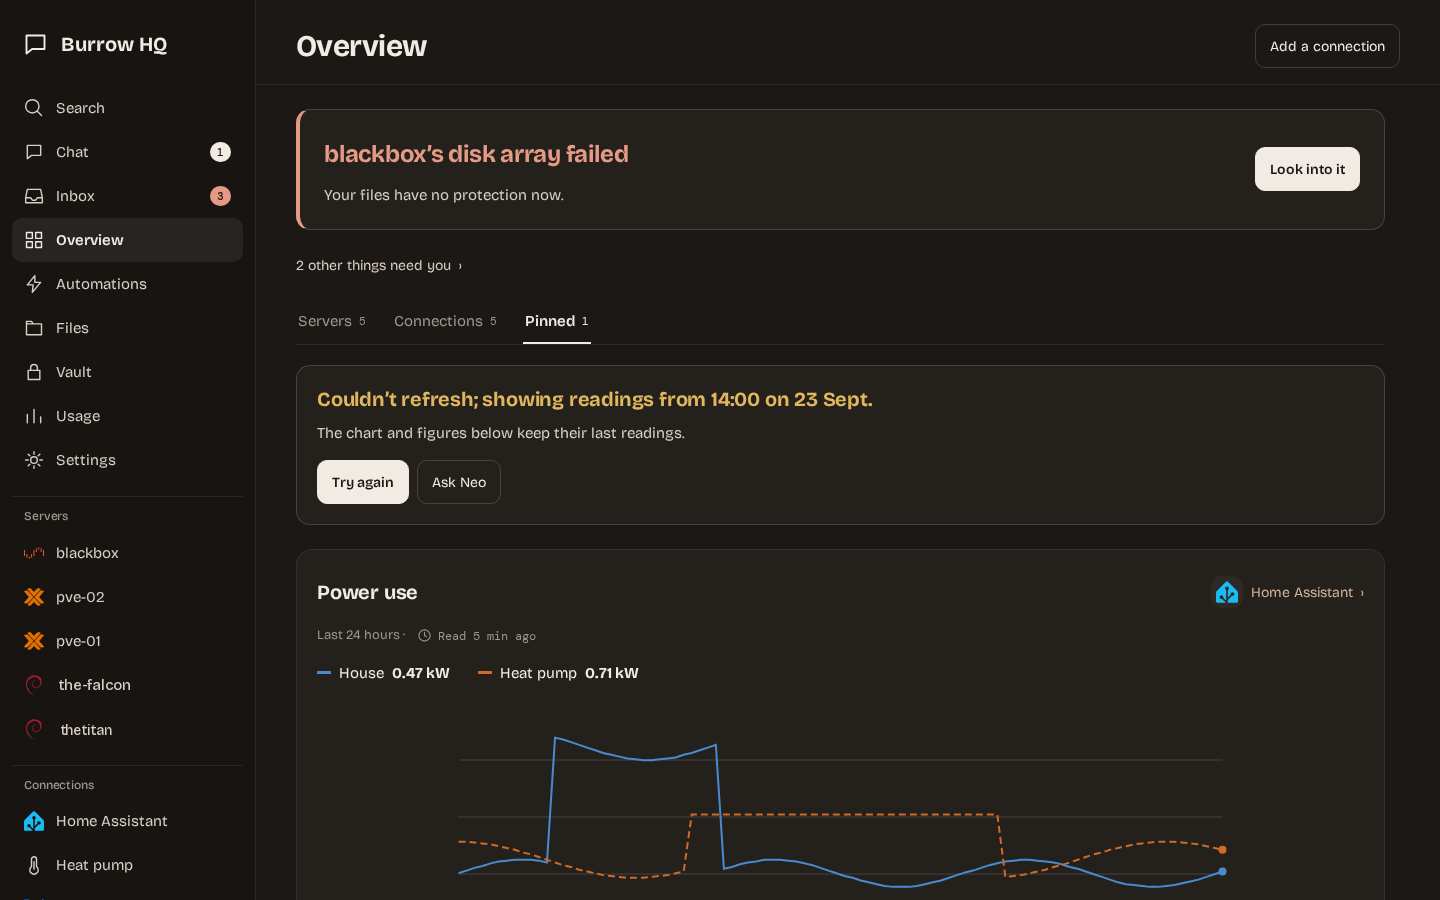 Burrow HQ
Search
Chat 1
Inbox 3
Overview
Automations
Files
Vault
Usage
Settings
Servers
blackbox
pve-02
pve-01
the-falcon
thetitan
Connections
Home Assistant
Heat pump
Overview
Add a connection
blackbox’s disk array failed
Your files have no protection now.
Look into it
2 other things need you ›
Servers 5 Connections 5 Pinned 1
Couldn’t refresh; showing readings from 14:00 on 23 Sept.
The chart and figures below keep their last readings.
Try again Ask Neo
Power use
Home Assistant ›
Last 24 hours · Read 5 min ago
House 0.47 kW Heat pump 0.71 kW